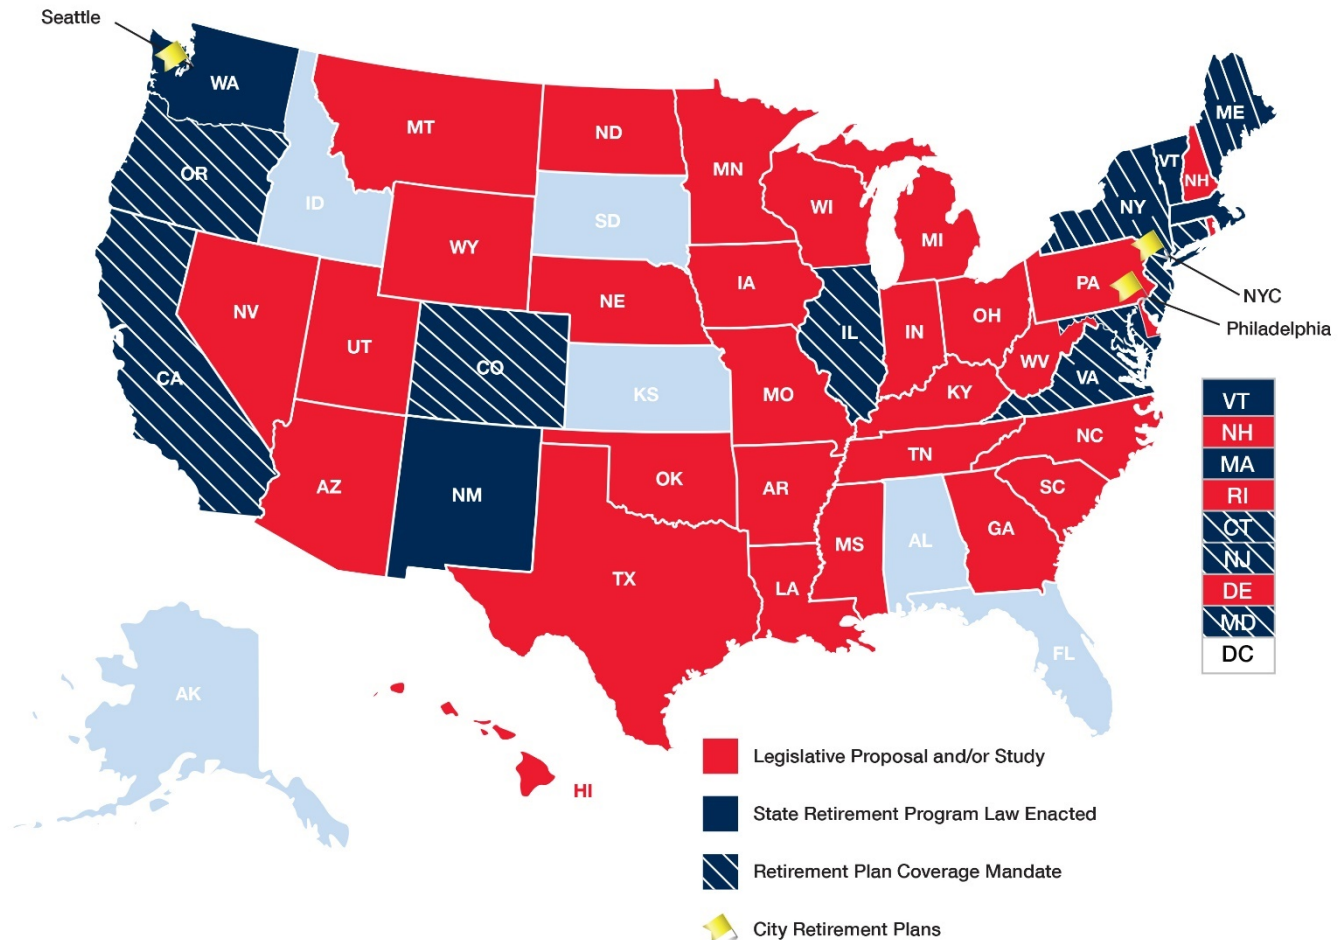 Seattle
WA
MT
ND
MN
ME
VT
NH
OR
ID
SD
WI
MI
NY
WY
IA
PA
NYC
Philadelphia
NV
UT
NE
IL
IN
OH
WV
VA
CA
CO
KS
MO
KY
AZ
NM
OK
AR
TN
NC
SC
TX
LA
MS
AL
GA
FL
AK
HI
VT
NH
MA
RI
CT
NJ
DE
MD
DC
Legislative Proposal and/or Study
State Retirement Program Law Enacted
Retirement Plan Coverage Mandate
City Retirement Plans